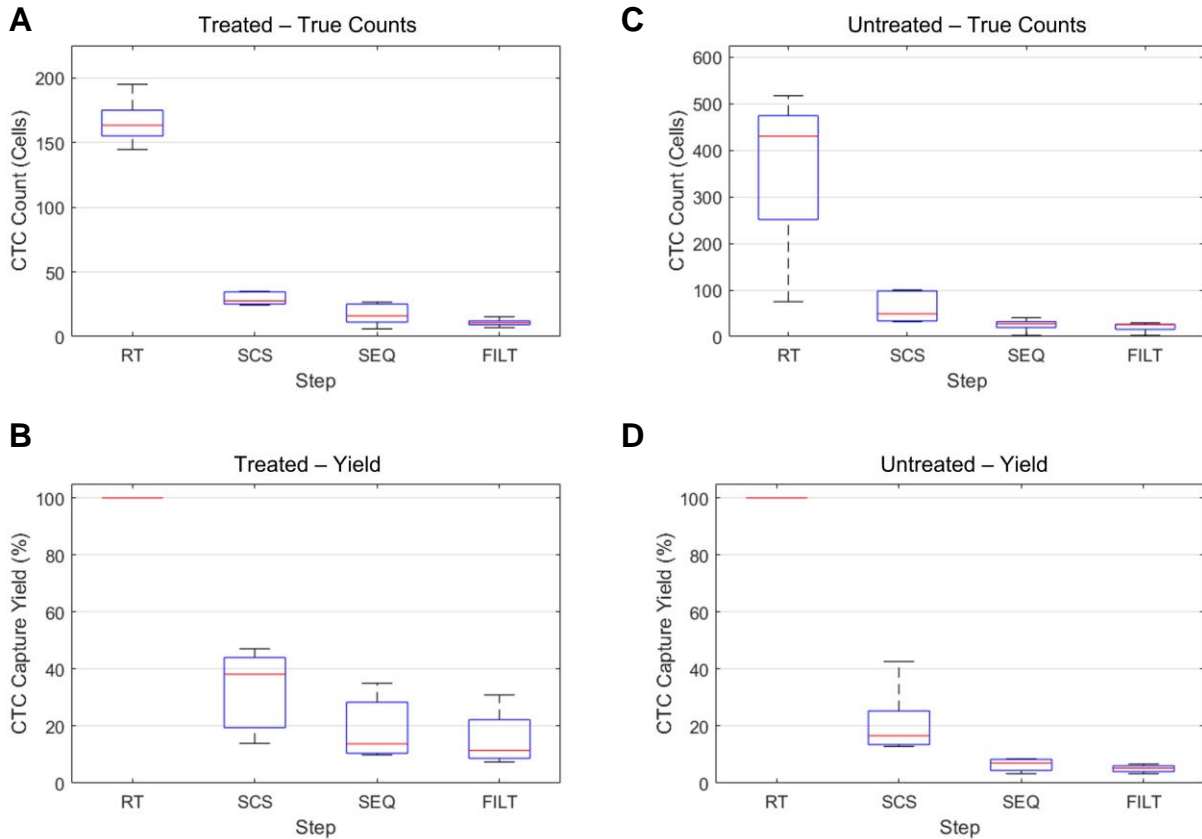 A
Treated – True Counts
CTC Count (Cells)
200
150
100
50
0
RT SCS SEQ FILT
Step
C
Untreated – True Counts
CTC Count (Cells)
600
500
400
300
200
100
0
RT SCS SEQ FILT
Step
B
Treated – Yield
CTC Capture Yield (%)
100
80
60
40
20
0
RT SCS SEQ FILT
Step
D
Untreated – Yield
CTC Capture Yield (%)
100
80
60
40
20
0
RT SCS SEQ FILT
Step